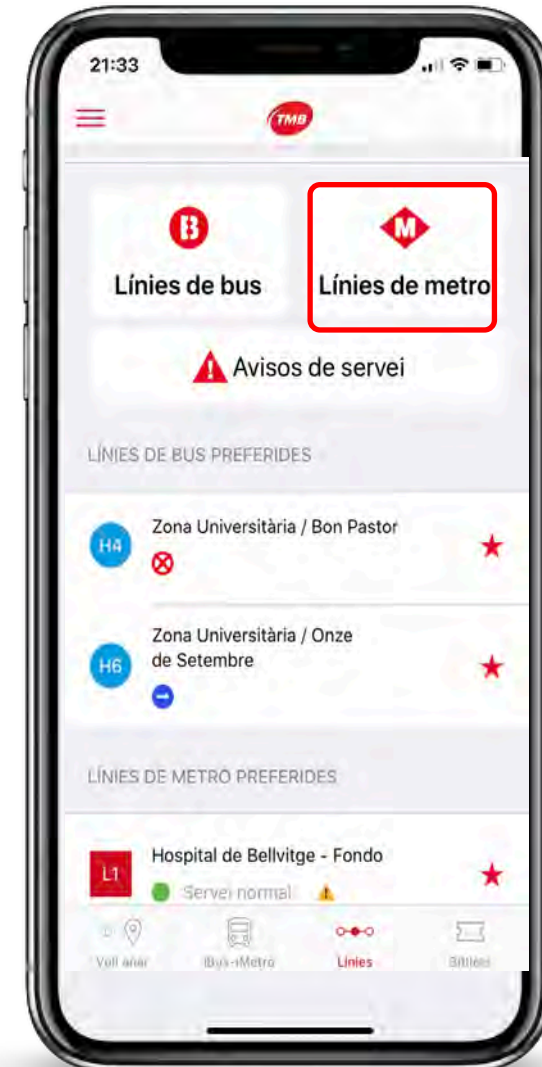 21:33
TMB
B
M
Línies de bus
Línies de metro
Avisos de servei
LÍNIES DE BUS PREFERIDES
H4
Zona Universitària / Bon Pastor
H6
Zona Universitària / Onze
de Setembre
LÍNIES DE METRO PREFERIDES
L1
Hospital de Bellvitge - Fondo
Servei normal
Vull anar
iBus-iMetro
Línies
Bitllets